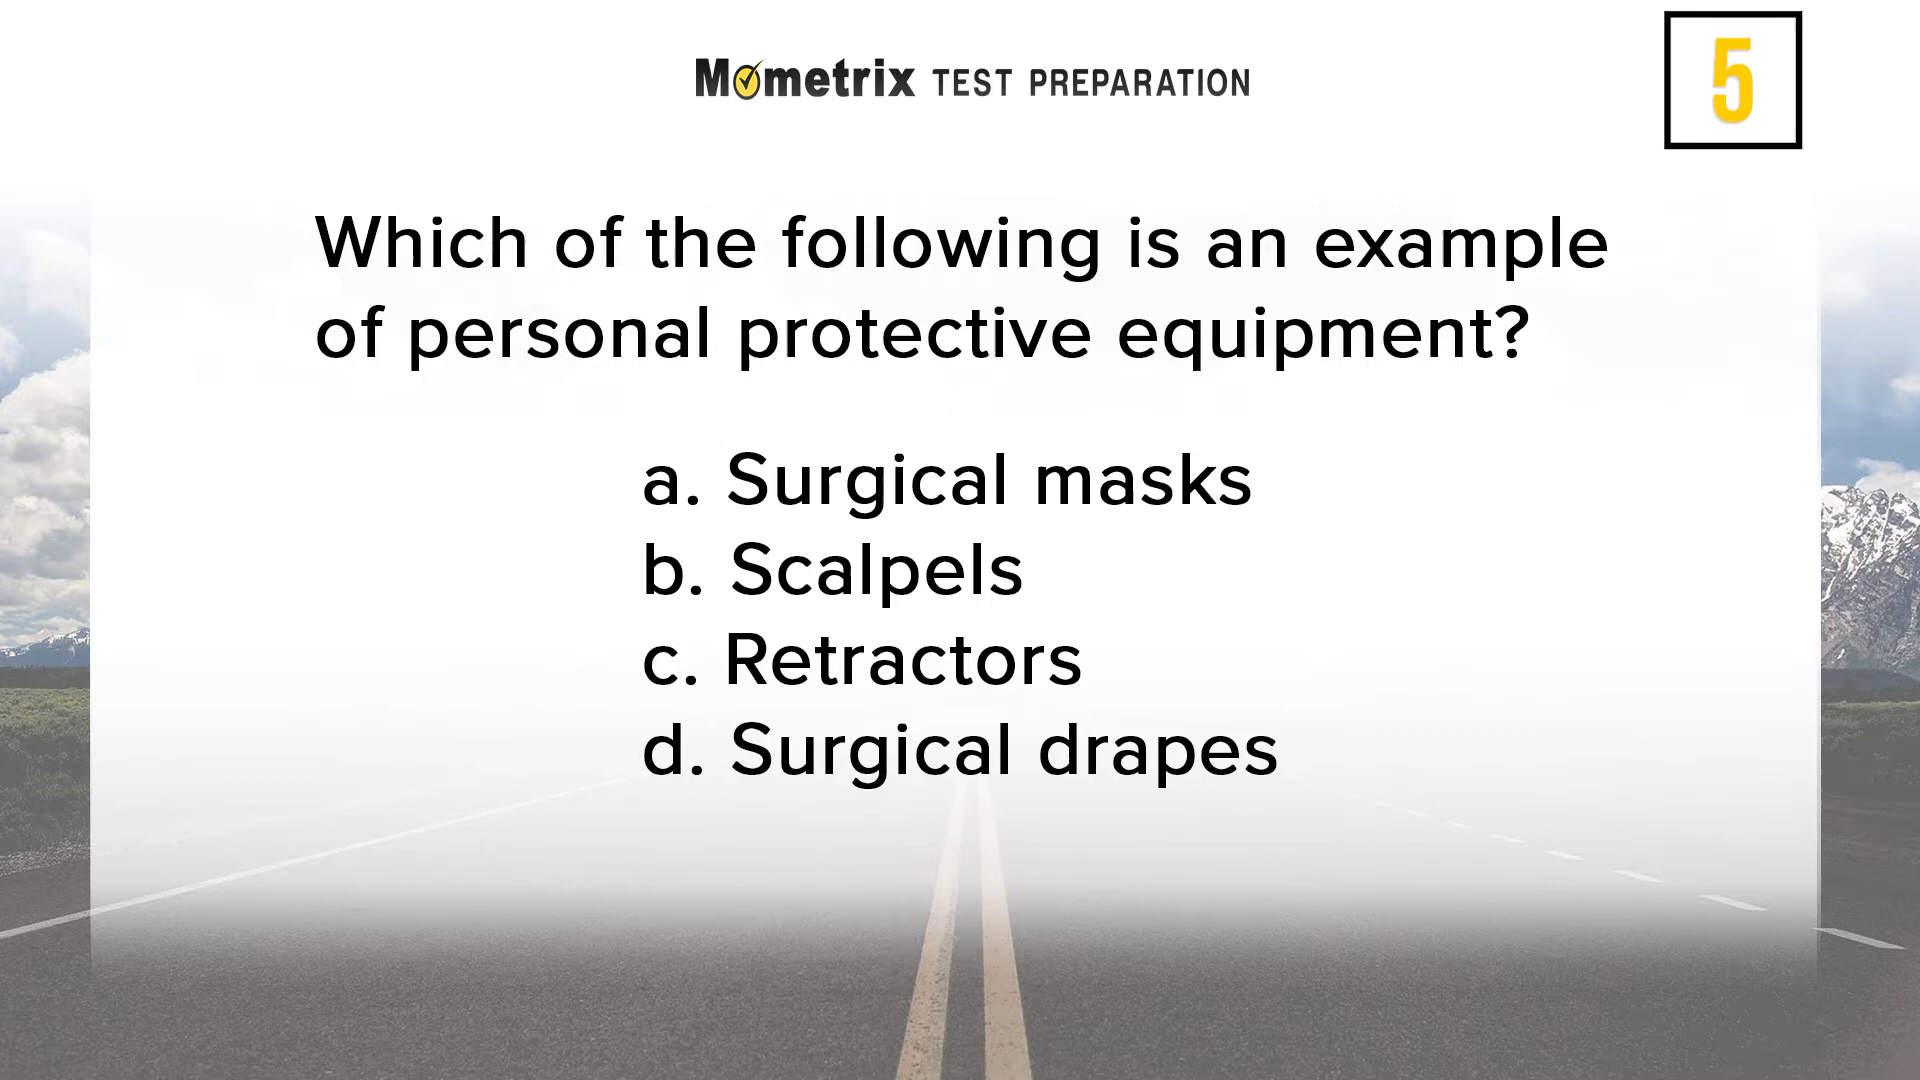 Mometrix TEST PREPARATION
5
Which of the following is an example
of personal protective equipment?
a. Surgical masks
b. Scalpels
c. Retractors
d. Surgical drapes